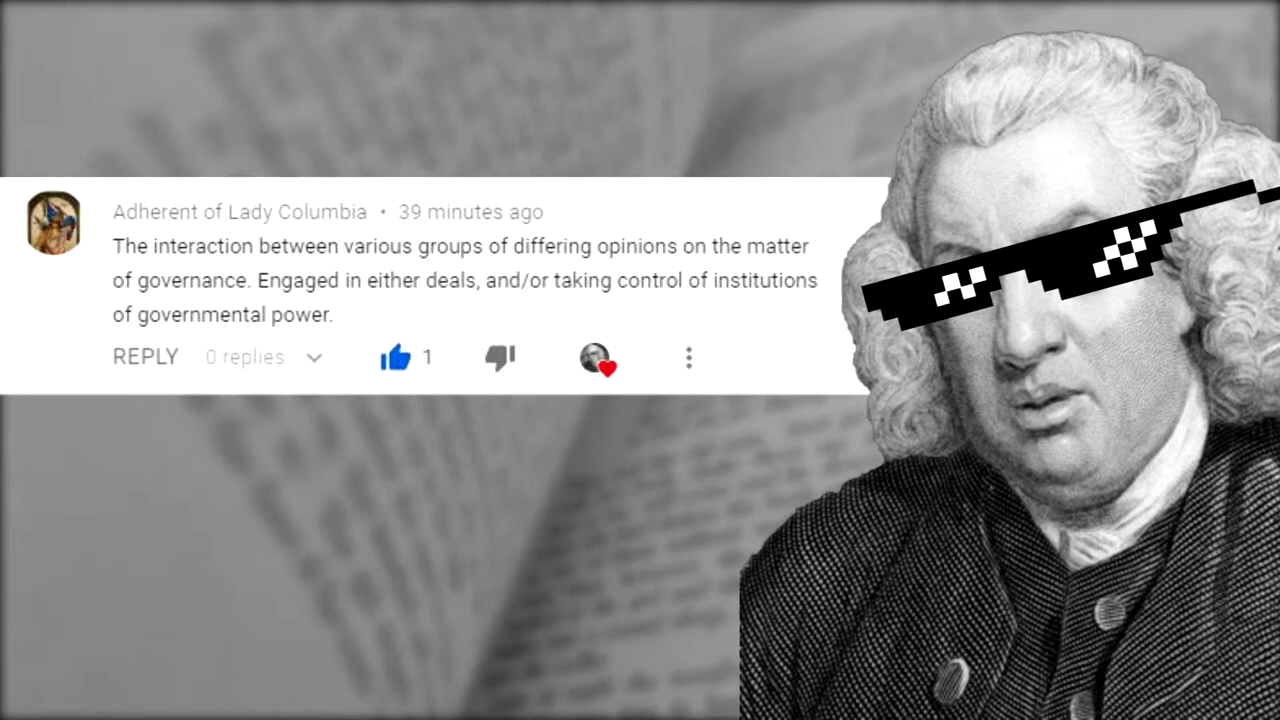 Adherent of Lady Columbia • 39 minutes ago
The interaction between various groups of differing opinions on the matter
of governance. Engaged in either deals, and/or taking control of institutions
of governmental power.
REPLY 0 replies 1